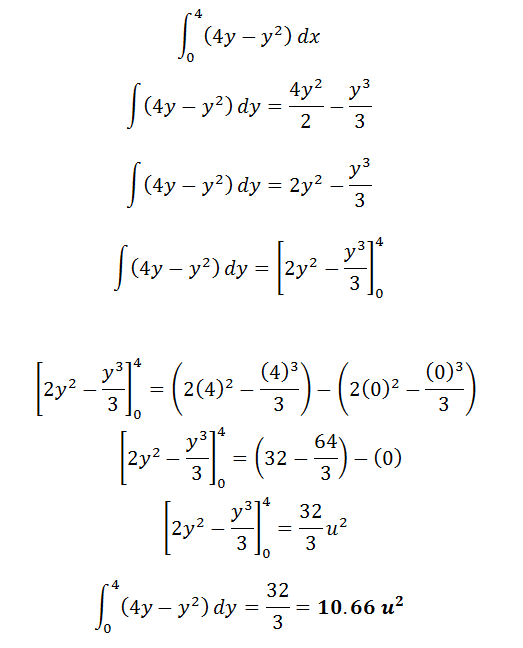 ∫₀⁴ (4y − y²) dx
∫ (4y − y²) dy = 4y²/2 − y³/3
∫ (4y − y²) dy = 2y² − y³/3
∫ (4y − y²) dy = [2y² − y³/3]₀⁴
[2y² − y³/3]₀⁴ = (2(4)² − (4)³/3) − (2(0)² − (0)³/3)
[2y² − y³/3]₀⁴ = (32 − 64/3) − (0)
[2y² − y³/3]₀⁴ = 32/3 u²
∫₀⁴ (4y − y²) dy = 32/3 = 10.66 u²